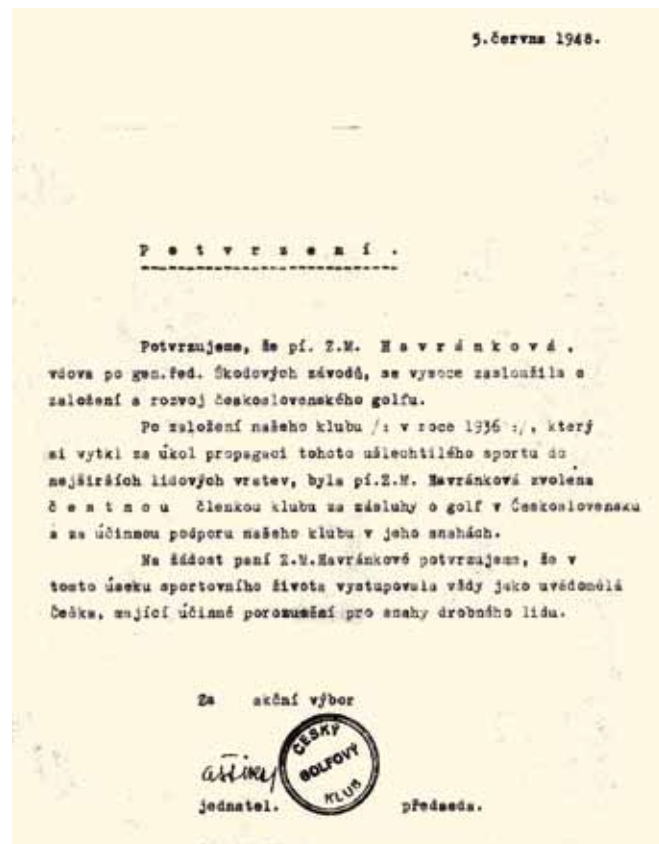 5.června 1948.
P o t v r z e n í .
Potvrzujeme, že pí. Z.M. H a v r á n k o v á ,
vdova po gen.řed. Škodových závodů, se vysoce zasloužila o
založení a rozvoj československého golfu.
Po založení našeho klubu /: v roce 1936 :/, který
si vytkl za úkol propagaci tohoto ušlechtilého sportu do
nejširších lidových vrstev, byla pí.Z.M. Havránková zvolena
č e s t n o u členkou klubu za zásluhy o golf v Československu
a za účinnou podporu našeho klubu v jeho snahách.
Na žádost paní Z.M.Havránkové potvrzujeme, že v
tomto úseku sportovního života vystupovala vždy jako uvědomělá
Češka, mající účinné porozumění pro snahy drobného lidu.
Za akční výbor
ČESKÝ
GOLFOVÝ
KLUB
jednatel. předseda.